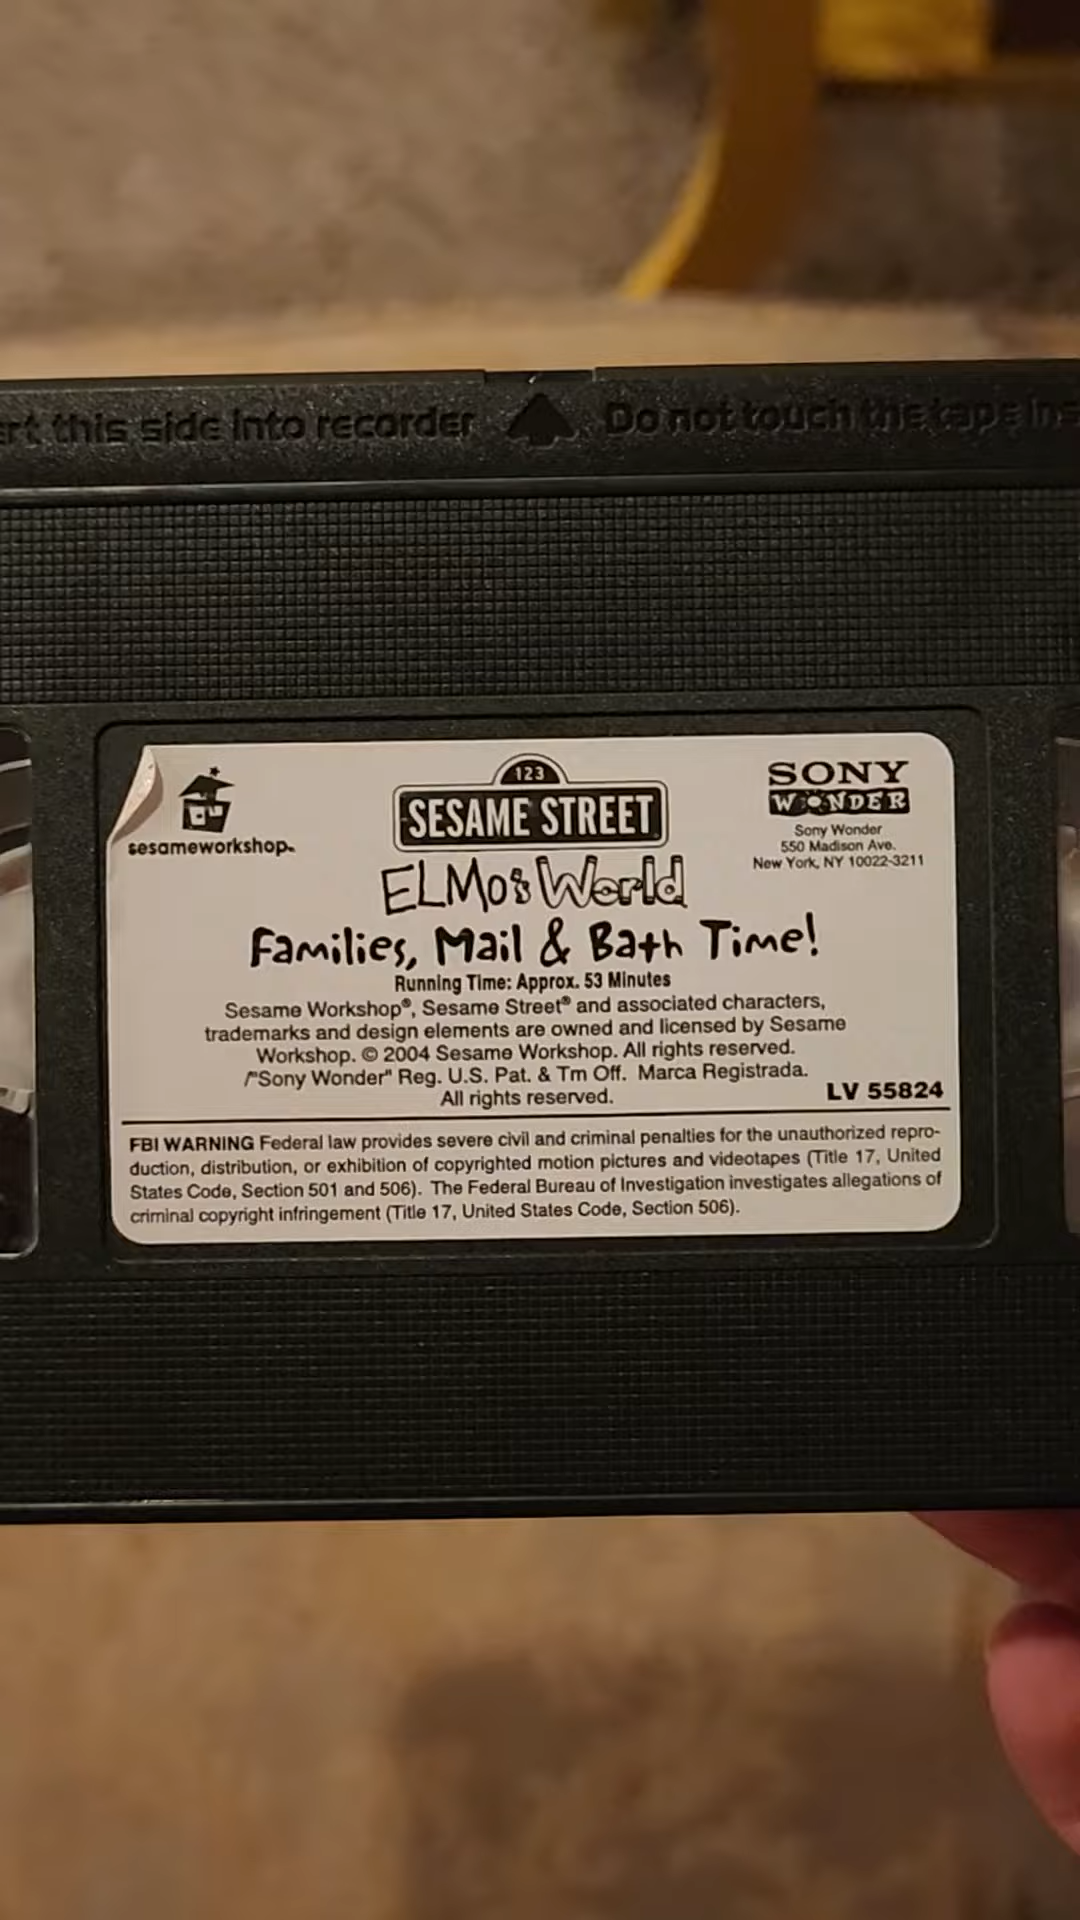 rt this side into recorder Do not touch the tape ins
sesameworkshop
123
SESAME STREET
ELMo's World
Families, Mail & Bath Time!
Running Time: Approx. 53 Minutes
SONY
WONDER
Sony Wonder
550 Madison Ave.
New York, NY 10022-3211
Sesame Workshop®, Sesame Street® and associated characters,
trademarks and design elements are owned and licensed by Sesame
Workshop. © 2004 Sesame Workshop. All rights reserved.
/"Sony Wonder" Reg. U.S. Pat. & Tm Off. Marca Registrada.
All rights reserved.
LV 55824
FBI WARNING Federal law provides severe civil and criminal penalties for the unauthorized repro-
duction, distribution, or exhibition of copyrighted motion pictures and videotapes (Title 17, United
States Code, Section 501 and 506). The Federal Bureau of Investigation investigates allegations of
criminal copyright infringement (Title 17, United States Code, Section 506).